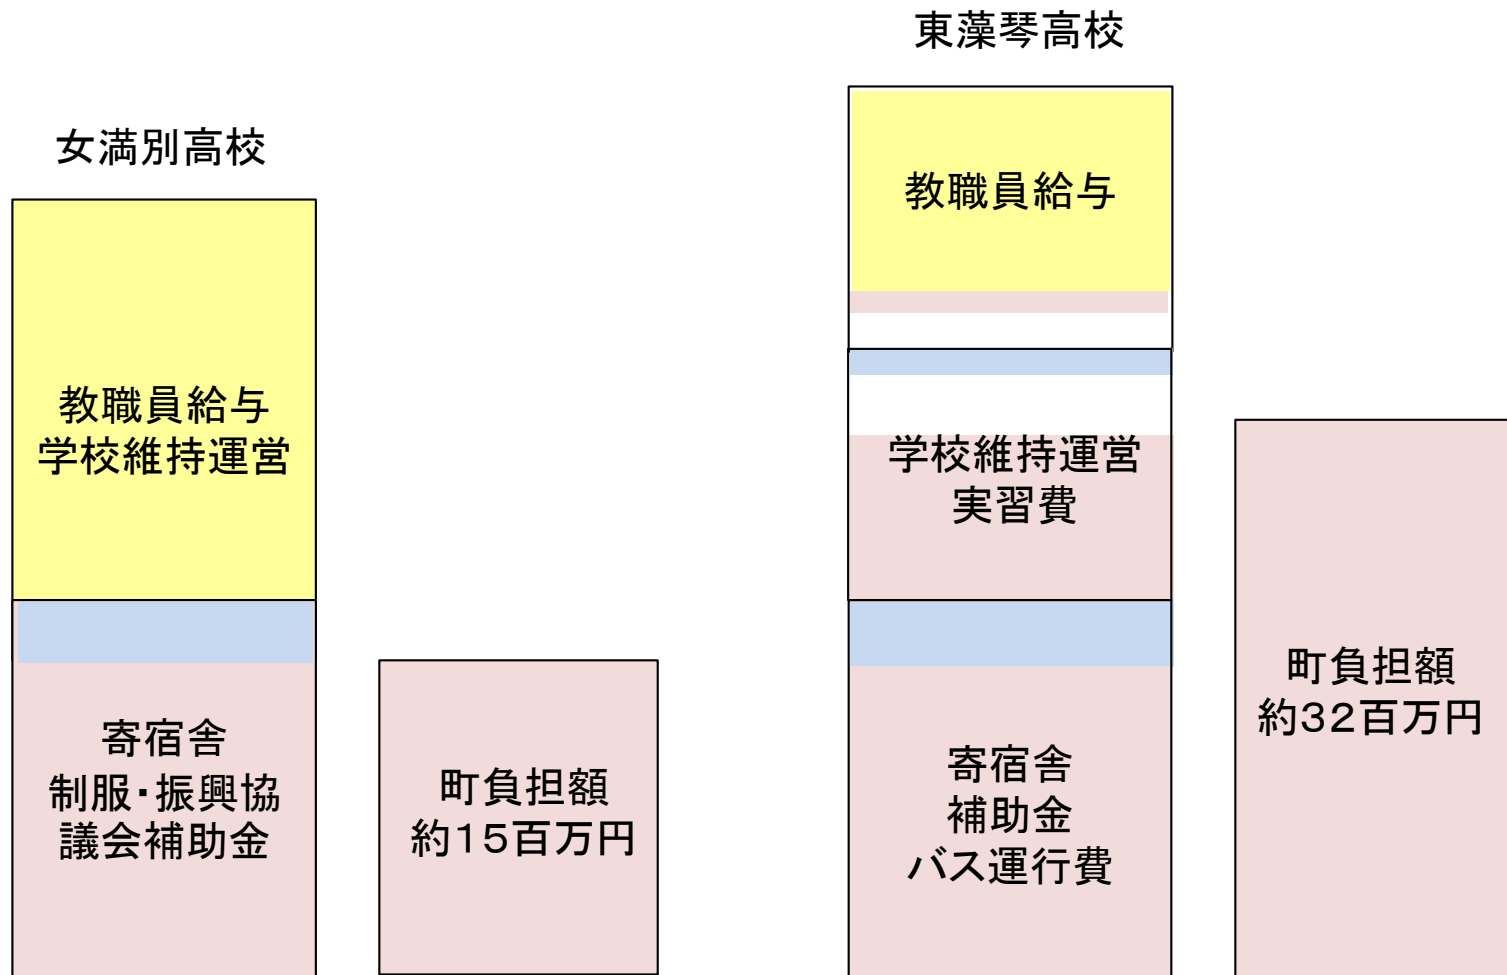 女満別高校
教職員給与
学校維持運営
寄宿舎
制服・振興協
議会補助金
町負担額
約15百万円
東藻琴高校
教職員給与
学校維持運営
実習費
寄宿舎
補助金
バス運行費
町負担額
約32百万円